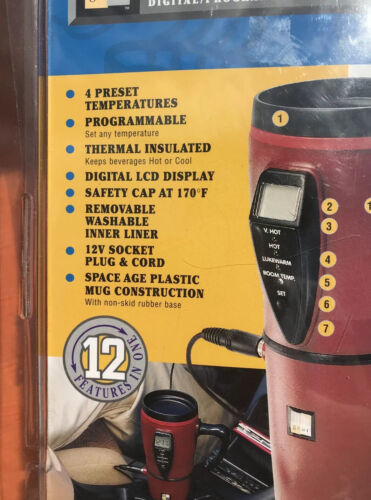 4 PRESET
TEMPERATURES
PROGRAMMABLE
Set any temperature
THERMAL INSULATED
Keeps beverages Hot or Cool
DIGITAL LCD DISPLAY
SAFETY CAP AT 170°F
REMOVABLE
WASHABLE
INNER LINER
12V SOCKET
PLUG & CORD
SPACE AGE PLASTIC
MUG CONSTRUCTION
With non-skid rubber base
12
FEATURES IN ONE
1
2
3
4
5
6
7
V. HOT
HOT
LUKEWARM
ROOM TEMP.
SET